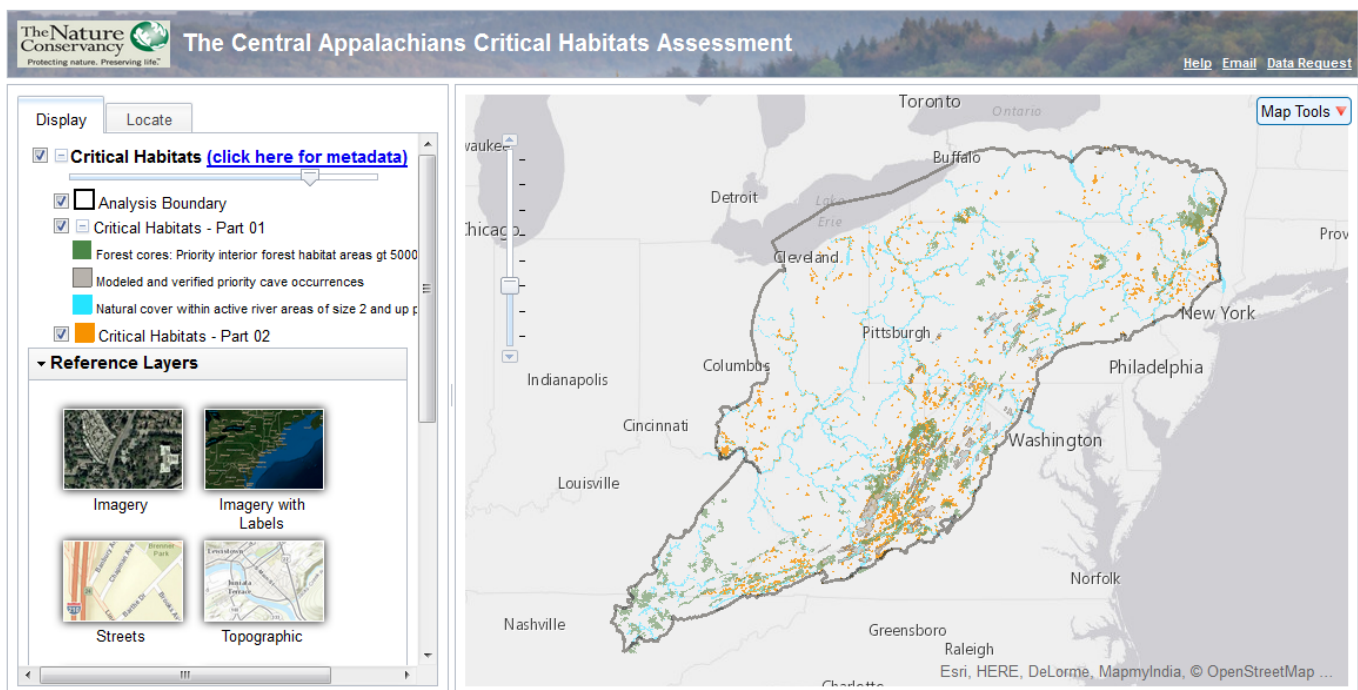 The Nature
Conservancy
Protecting nature. Preserving life.™
The Central Appalachians Critical Habitats Assessment
Help Email Data Request
Display Locate
Critical Habitats (click here for metadata)
Analysis Boundary
Critical Habitats - Part 01
Forest cores: Priority interior forest habitat areas gt 5000
Modeled and verified priority cave occurrences
Natural cover within active river areas of size 2 and up p
Critical Habitats - Part 02
Reference Layers
Imagery
Imagery with
Labels
Streets
Topographic
Map Tools
Toronto
Ontario
waukee
Buffalo
Detroit
Lake
Erie
Chicago
Prov
Cleveland
New York
Pittsburgh
Columbus
Philadelphia
Indianapolis
Cincinnati
Washington
Louisville
Norfolk
Nashville
Greensboro
Raleigh
Charlotte
Esri, HERE, DeLorme, MapmyIndia, © OpenStreetMap ...